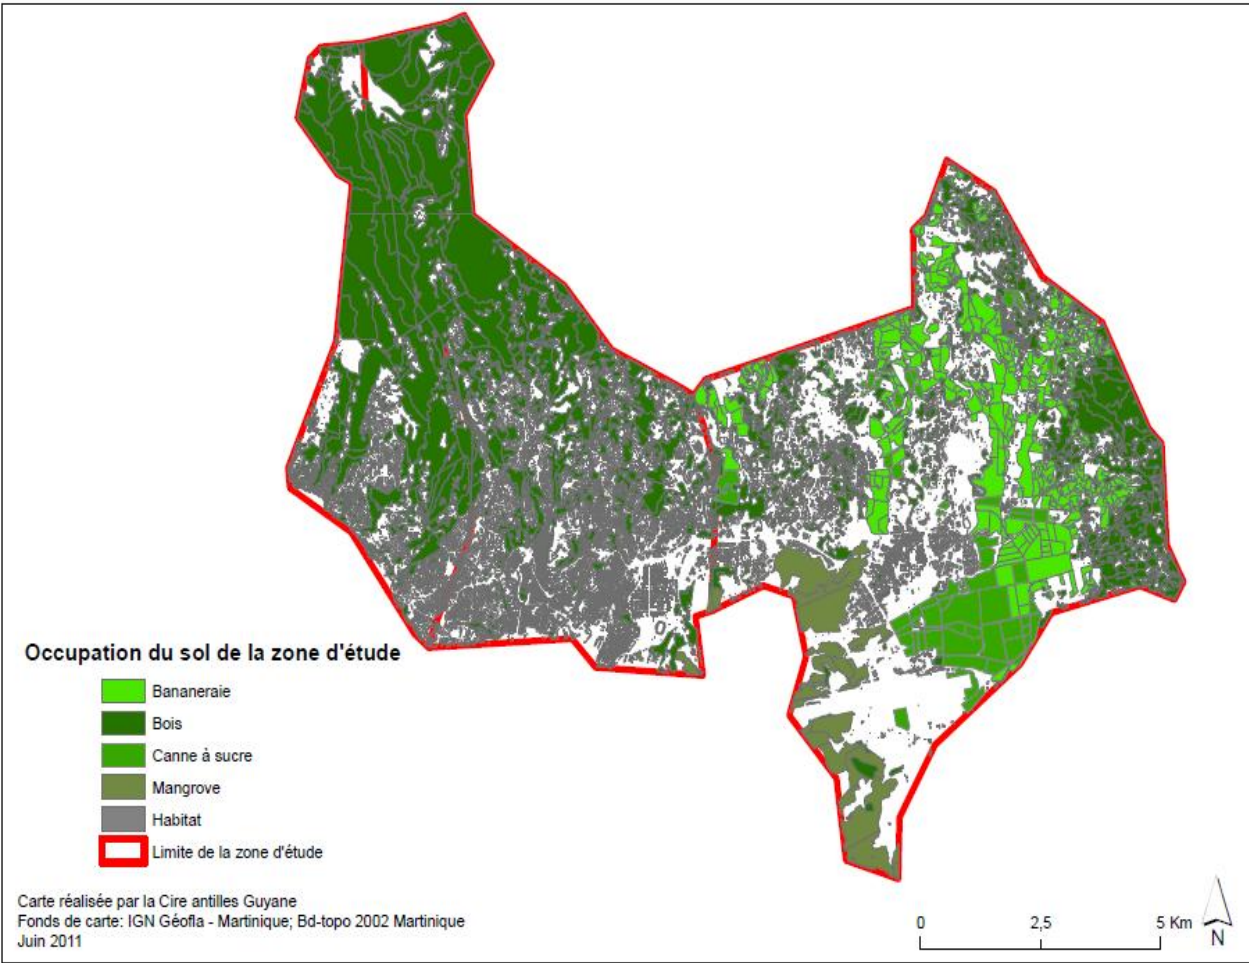 Occupation du sol de la zone d'étude
Bananeraie
Bois
Canne à sucre
Mangrove
Habitat
Limite de la zone d'étude
Carte réalisée par la Cire antilles Guyane
Fonds de carte: IGN Géofla - Martinique; Bd-topo 2002 Martinique
Juin 2011
0 2,5 5 Km
N